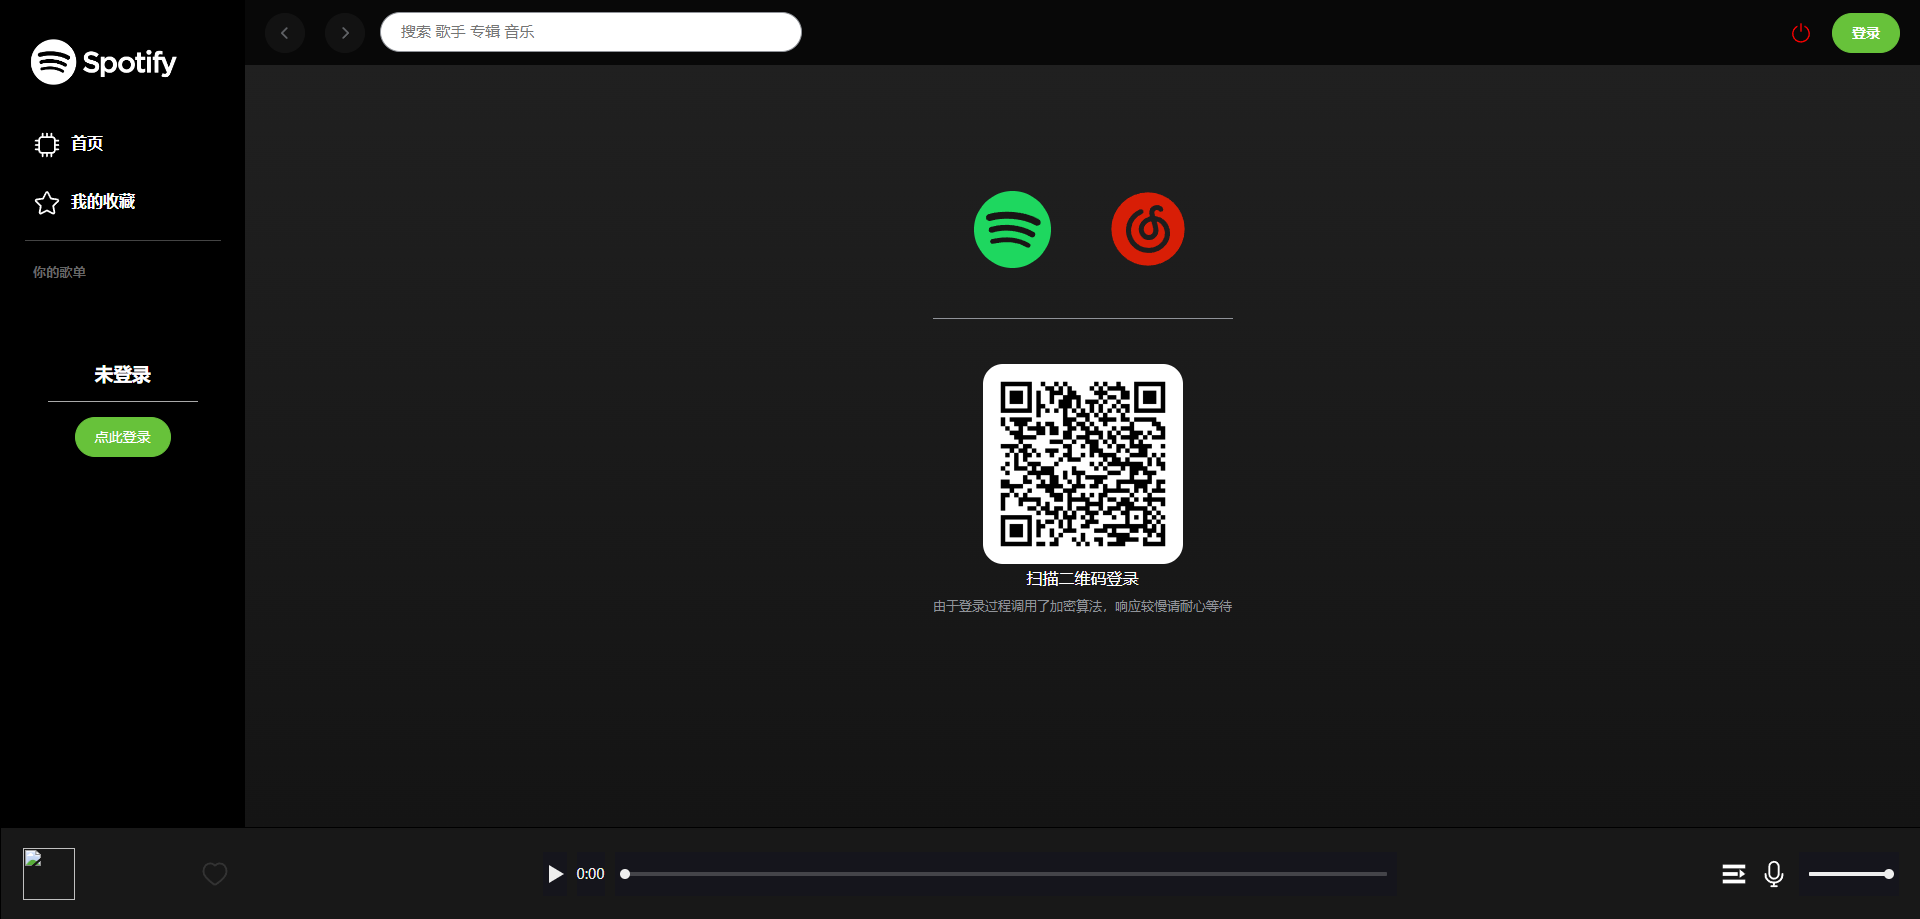 Spotify
搜索 歌手 专辑 音乐
登录
首页
我的收藏
你的歌单
未登录
点此登录
扫描二维码登录
由于登录过程调用了加密算法，响应较慢请耐心等待
0:00